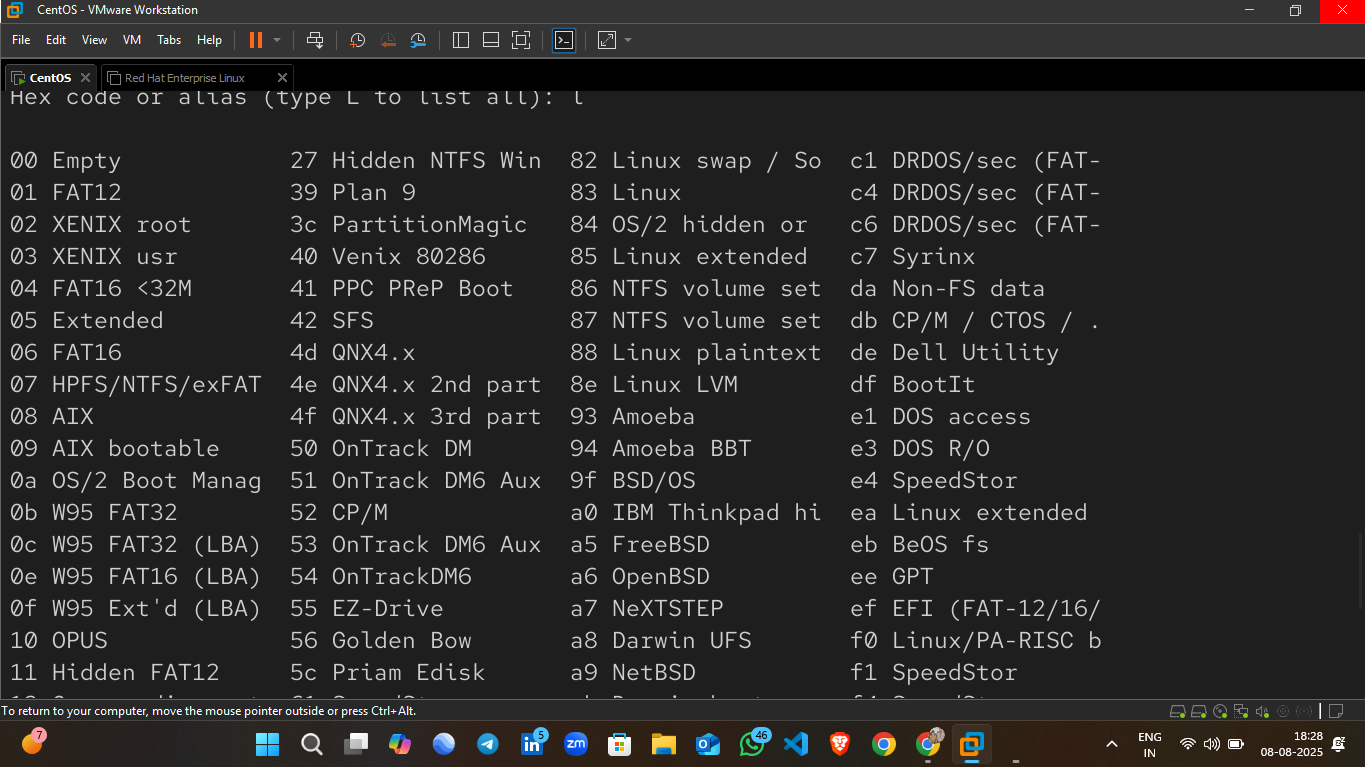 CentOS - VMware Workstation
File Edit View VM Tabs Help
CentOS Red Hat Enterprise Linux
Hex code or alias (type L to list all): l
00 Empty 27 Hidden NTFS Win 82 Linux swap / So c1 DRDOS/sec (FAT-
01 FAT12 39 Plan 9 83 Linux c4 DRDOS/sec (FAT-
02 XENIX root 3c PartitionMagic 84 OS/2 hidden or c6 DRDOS/sec (FAT-
03 XENIX usr 40 Venix 80286 85 Linux extended c7 Syrinx
04 FAT16 <32M 41 PPC PReP Boot 86 NTFS volume set da Non-FS data
05 Extended 42 SFS 87 NTFS volume set db CP/M / CTOS / .
06 FAT16 4d QNX4.x 88 Linux plaintext de Dell Utility
07 HPFS/NTFS/exFAT 4e QNX4.x 2nd part 8e Linux LVM df BootIt
08 AIX 4f QNX4.x 3rd part 93 Amoeba e1 DOS access
09 AIX bootable 50 OnTrack DM 94 Amoeba BBT e3 DOS R/O
0a OS/2 Boot Manag 51 OnTrack DM6 Aux 9f BSD/OS e4 SpeedStor
0b W95 FAT32 52 CP/M a0 IBM Thinkpad hi ea Linux extended
0c W95 FAT32 (LBA) 53 OnTrack DM6 Aux a5 FreeBSD eb BeOS fs
0e W95 FAT16 (LBA) 54 OnTrackDM6 a6 OpenBSD ee GPT
0f W95 Ext'd (LBA) 55 EZ-Drive a7 NeXTSTEP ef EFI (FAT-12/16/
10 OPUS 56 Golden Bow a8 Darwin UFS f0 Linux/PA-RISC b
11 Hidden FAT12 5c Priam Edisk a9 NetBSD f1 SpeedStor
To return to your computer, move the mouse pointer outside or press Ctrl+Alt.
7
5
zm
46
ENG
IN
18:28
08-08-2025